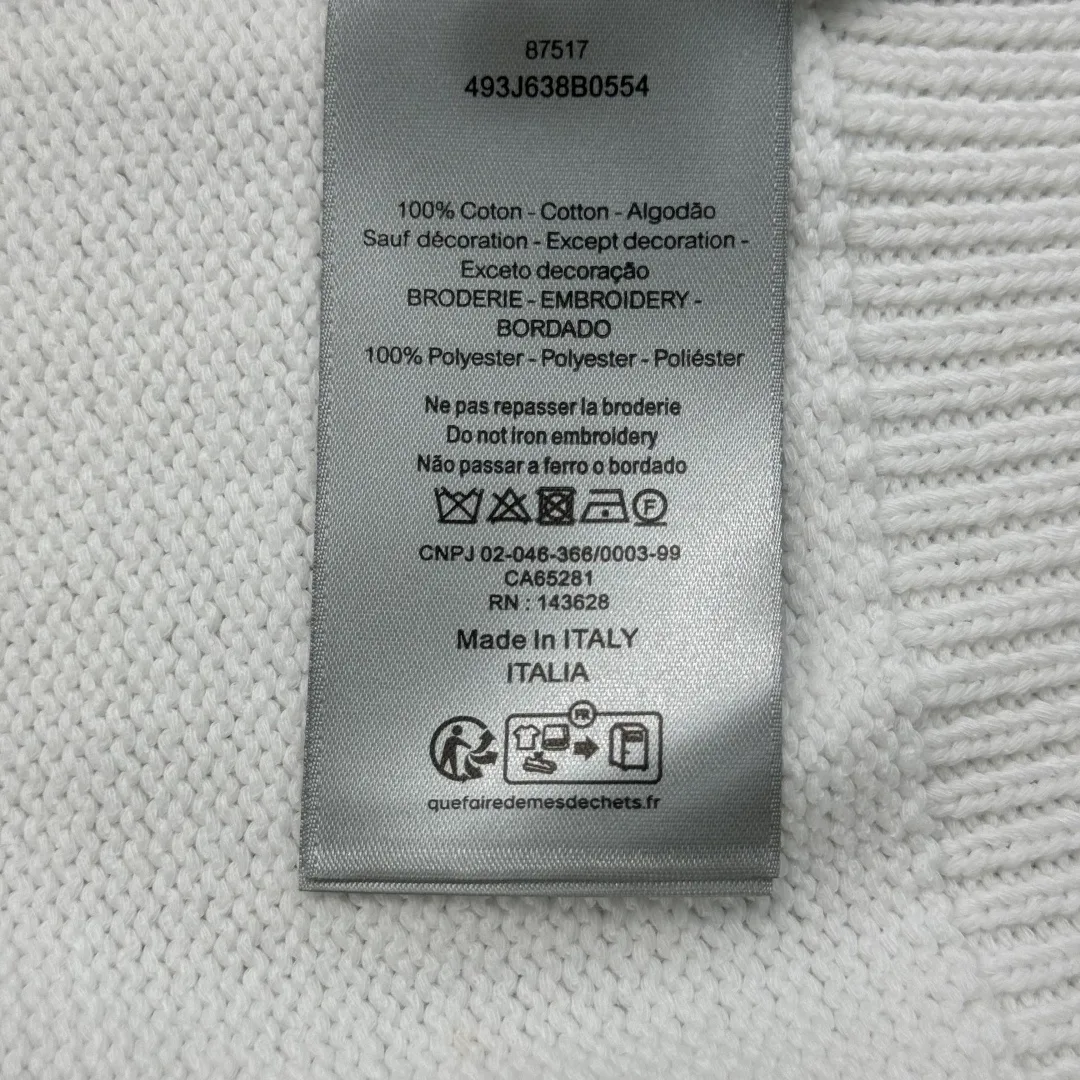 87517
493J638B0554
100% Coton - Cotton - Algodão
Sauf décoration - Except decoration -
Exceto decoração
BRODERIE - EMBROIDERY -
BORDADO
100% Polyester - Polyester - Poliéster
Ne pas repasser la broderie
Do not iron embroidery
Não passar a ferro o bordado
F
CNPJ 02-046-366/0003-99
CA65281
RN : 143628
Made In ITALY
ITALIA
FR
quefairedemesdechets.fr